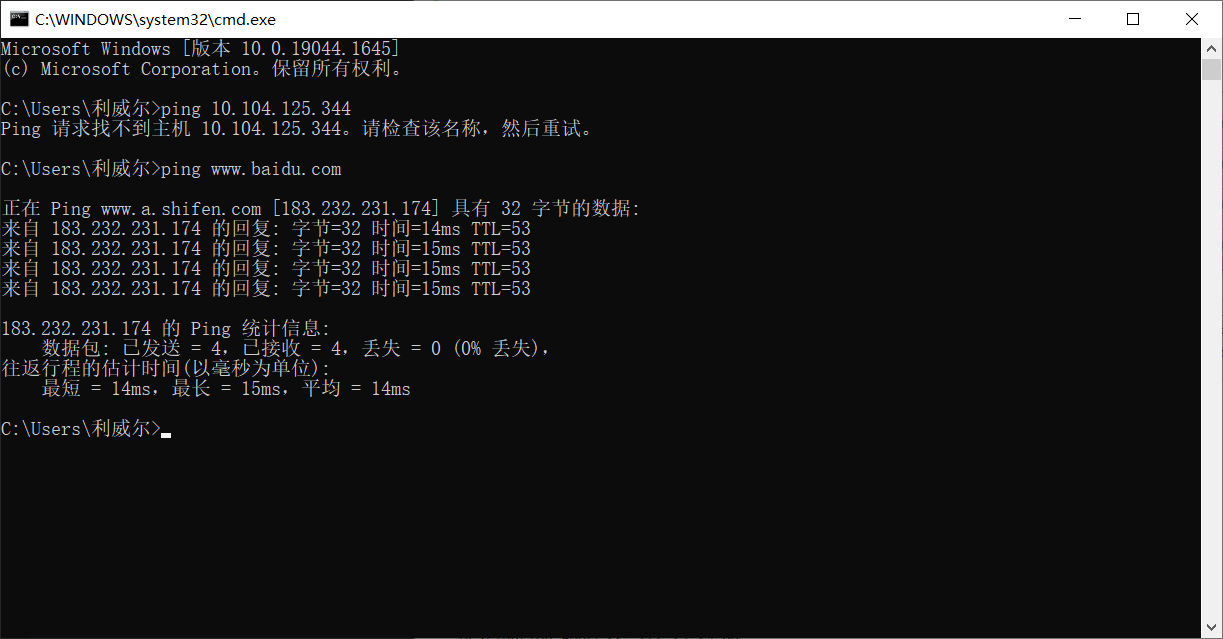 C:\WINDOWS\system32\cmd.exe
Microsoft Windows [版本 10.0.19044.1645]
(c) Microsoft Corporation。保留所有权利。
C:\Users\利威尔>ping 10.104.125.344
Ping 请求找不到主机 10.104.125.344。请检查该名称，然后重试。
C:\Users\利威尔>ping www.baidu.com
正在 Ping www.a.shifen.com [183.232.231.174] 具有 32 字节的数据:
来自 183.232.231.174 的回复: 字节=32 时间=14ms TTL=53
来自 183.232.231.174 的回复: 字节=32 时间=15ms TTL=53
来自 183.232.231.174 的回复: 字节=32 时间=15ms TTL=53
来自 183.232.231.174 的回复: 字节=32 时间=15ms TTL=53
183.232.231.174 的 Ping 统计信息:
    数据包: 已发送 = 4，已接收 = 4，丢失 = 0 (0% 丢失)，
往返行程的估计时间(以毫秒为单位):
    最短 = 14ms，最长 = 15ms，平均 = 14ms
C:\Users\利威尔>